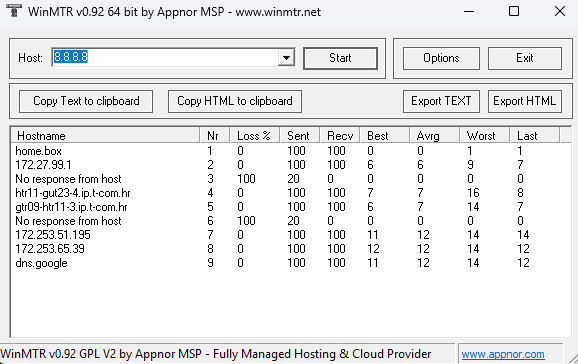 WinMTR v0.92 64 bit by Appnor MSP - www.winmtr.net
Host: 8.8.8.8 Start Options Exit
Copy Text to clipboard Copy HTML to clipboard Export TEXT Export HTML
Hostname Nr Loss % Sent Recv Best Avrg Worst Last
home.box 1 0 100 100 0 0 1 1
172.27.99.1 2 0 100 100 6 6 9 7
No response from host 3 100 20 0 0 0 0 0
htr11-gut23-4.ip.t-com.hr 4 0 100 100 7 7 16 8
gtr09-htr11-3.ip.t-com.hr 5 0 100 100 6 7 14 7
No response from host 6 100 20 0 0 0 0 0
172.253.51.195 7 0 100 100 11 12 14 14
172.253.65.39 8 0 100 100 12 12 14 12
dns.google 9 0 100 100 11 12 14 12
WinMTR v0.92 GPL V2 by Appnor MSP - Fully Managed Hosting & Cloud Provider www.appnor.com